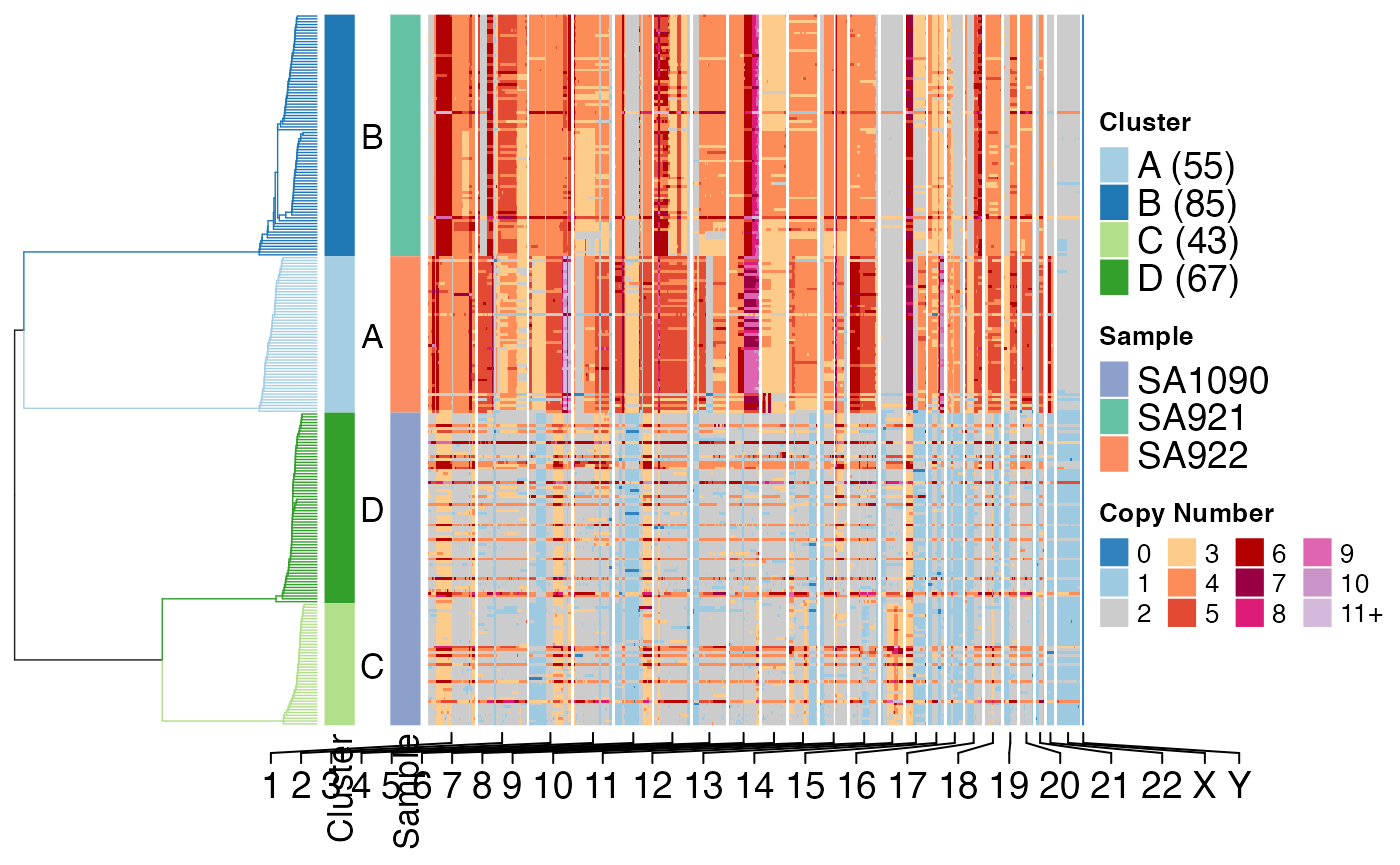 B
A
D
C
Cluster
A (55)
B (85)
C (43)
D (67)
Sample
SA1090
SA921
SA922
Copy Number
0 3 6 9
1 4 7 10
2 5 8 11+
1 2 3 4 5 6 7 8 9 10 11 12 13 14 15 16 17 18 19 20 21 22 X Y
Cluster
Sample